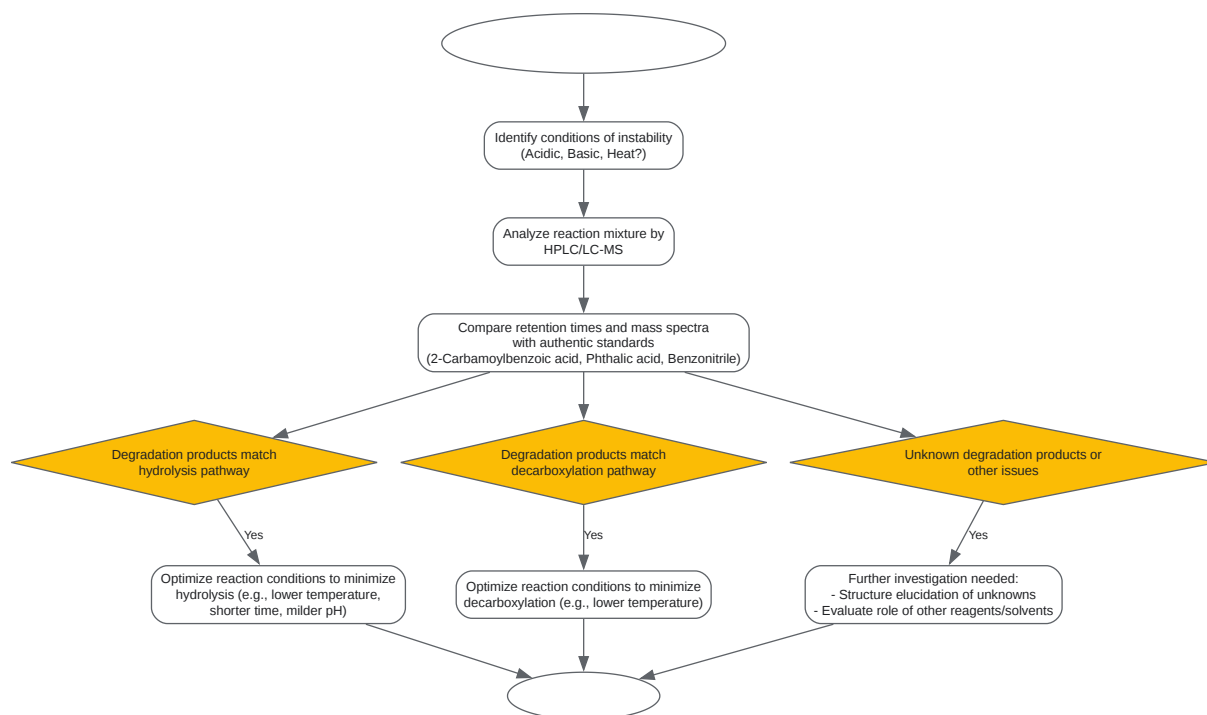 Identify conditions of instability
(Acidic, Basic, Heat?)
Analyze reaction mixture by
HPLC/LC-MS
Compare retention times and mass spectra
with authentic standards
(2-Carbamoylbenzoic acid, Phthalic acid, Benzonitrile)
Degradation products match
hydrolysis pathway
Degradation products match
decarboxylation pathway
Unknown degradation products or
other issues
Yes
Yes
Yes
Optimize reaction conditions to minimize
hydrolysis (e.g., lower temperature,
shorter time, milder pH)
Optimize reaction conditions to minimize
decarboxylation (e.g., lower temperature)
Further investigation needed:
- Structure elucidation of unknowns
- Evaluate role of other reagents/solvents